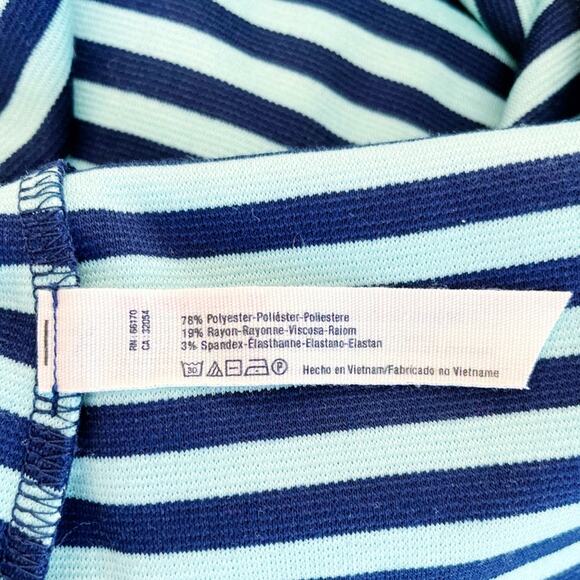 RN : 66170
CA : 32054
78% Polyester-Poliéster-Poliestere
19% Rayon-Rayonne-Viscosa-Raiom
3% Spandex-Élasthanne-Elastano-Elastan
30 P Hecho en Vietnam/Fabricado no Vietname